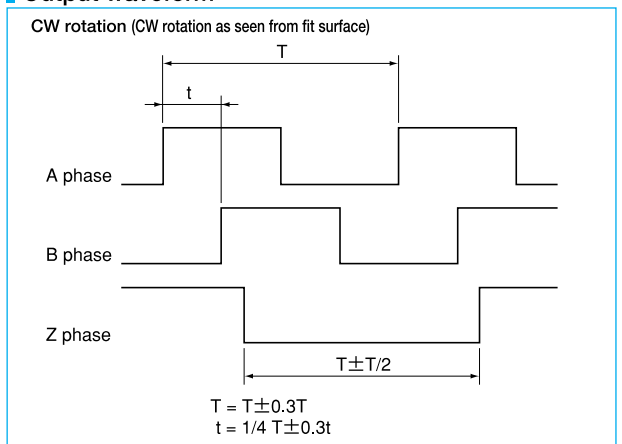 Output waveform
CW rotation (CW rotation as seen from fit surface)
T
t
A phase
B phase
Z phase
T±T/2
T = T±0.3T
t = 1/4 T±0.3t